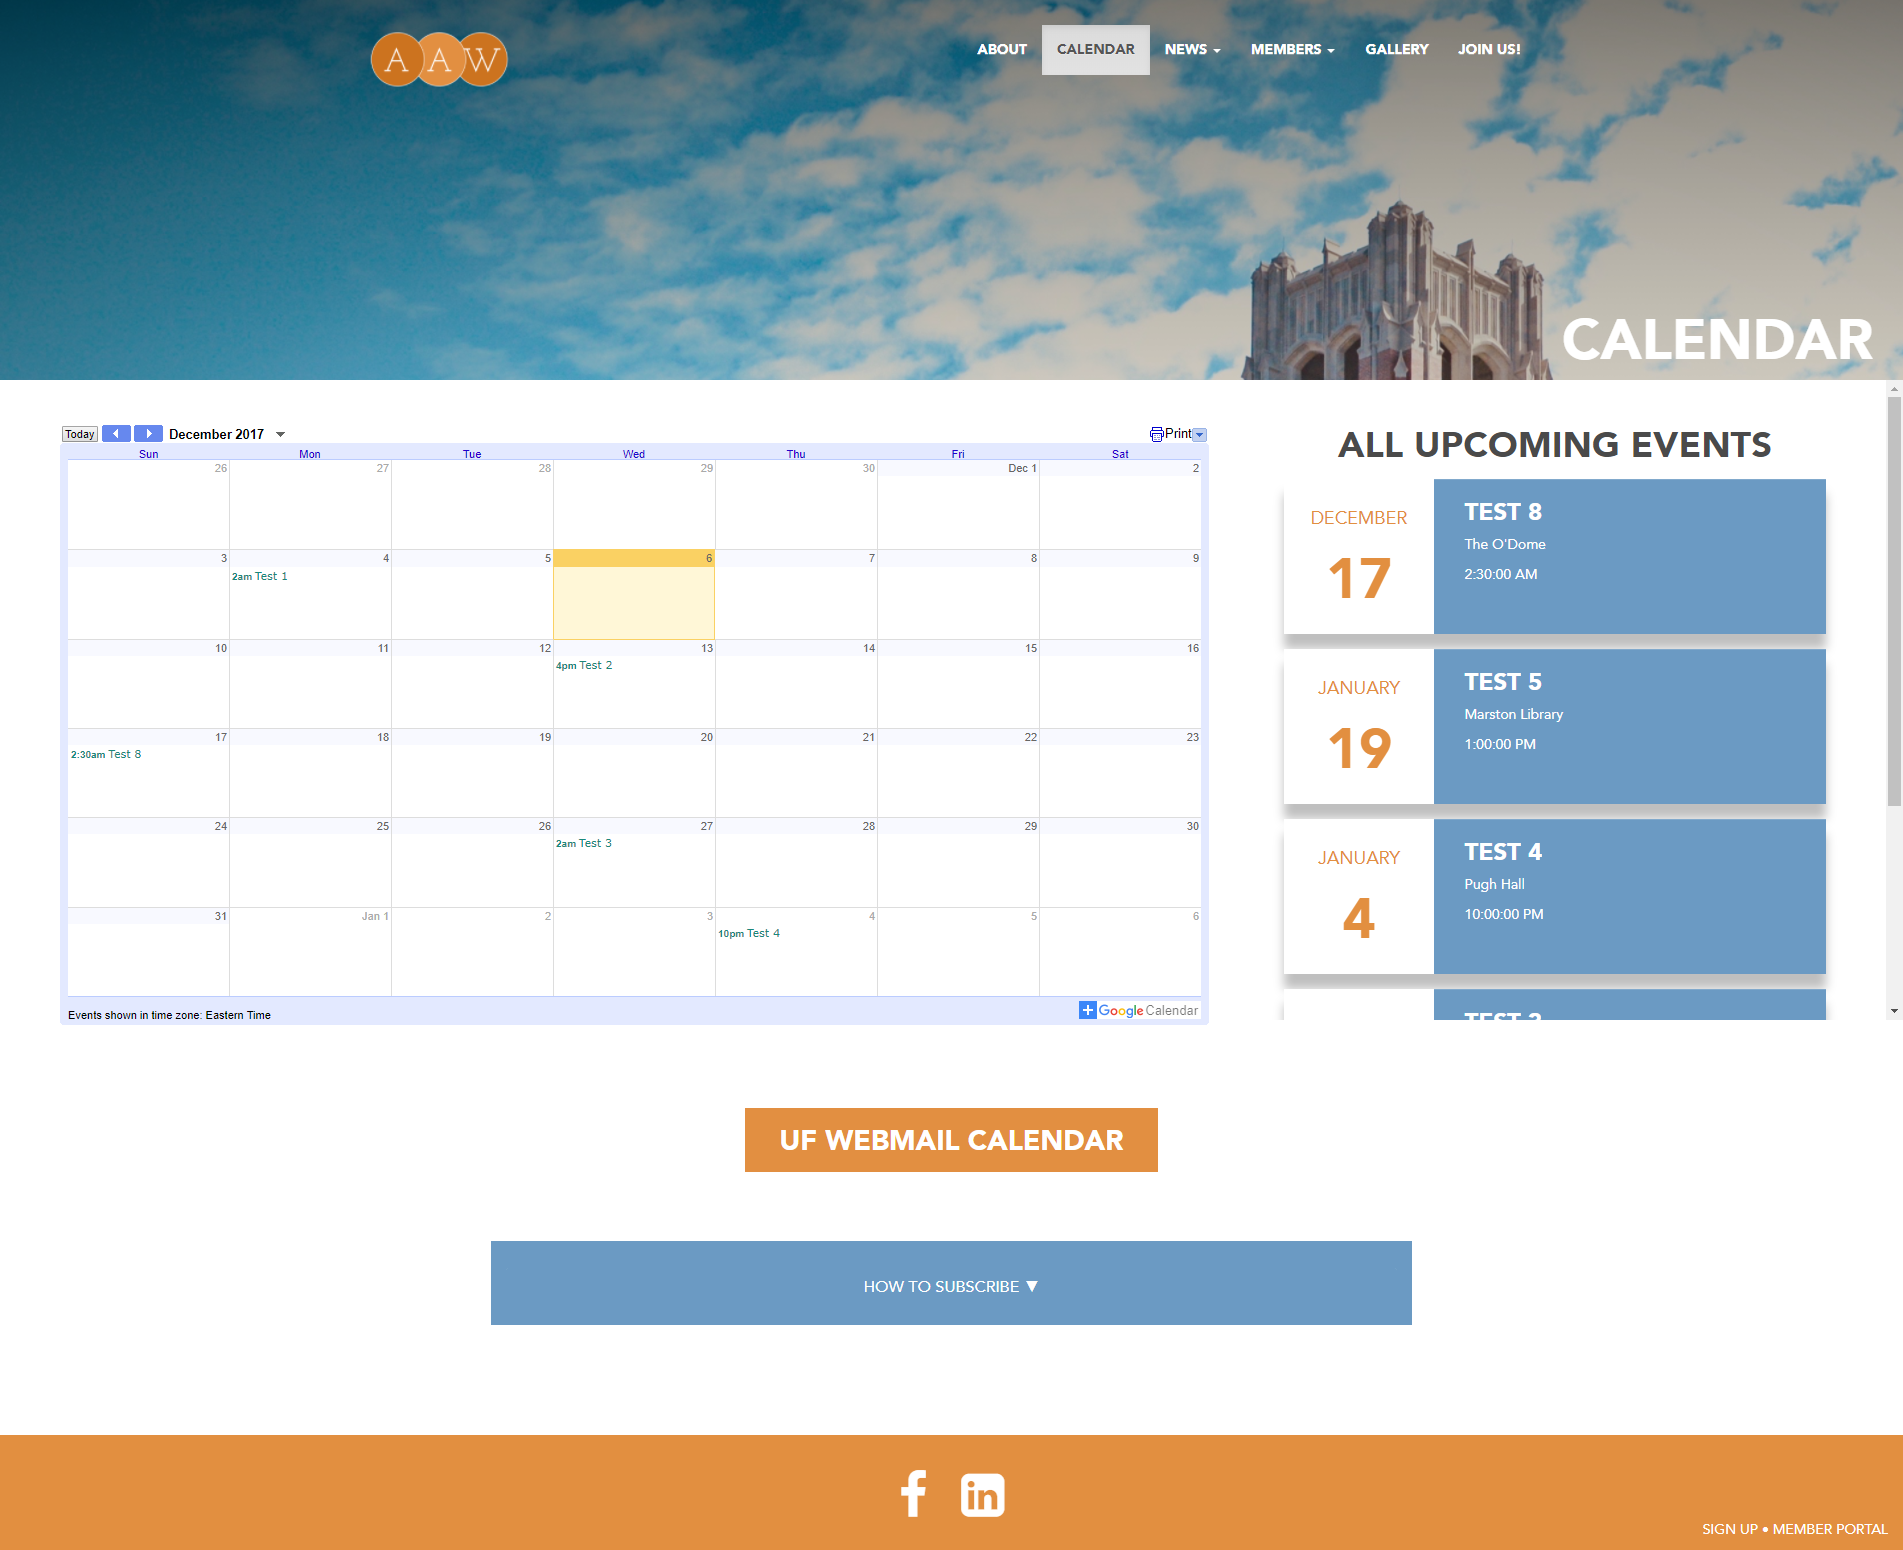 AAW
ABOUT CALENDAR NEWS MEMBERS GALLERY JOIN US!
CALENDAR
Today December 2017 Print
Sun Mon Tue Wed Thu Fri Sat
26 27 28 29 30 Dec 1 2
3 4 5 6 7 8 9
2am Test 1
10 11 12 13 14 15 16
4pm Test 2
17 18 19 20 21 22 23
2:30am Test 8
24 25 26 27 28 29 30
2am Test 3
31 Jan 1 2 3 4 5 6
10pm Test 4
Events shown in time zone: Eastern Time
Google Calendar
ALL UPCOMING EVENTS
DECEMBER
17
TEST 8
The O'Dome
2:30:00 AM
JANUARY
19
TEST 5
Marston Library
1:00:00 PM
JANUARY
4
TEST 4
Pugh Hall
10:00:00 PM
UF WEBMAIL CALENDAR
HOW TO SUBSCRIBE ▼
f in
SIGN UP • MEMBER PORTAL